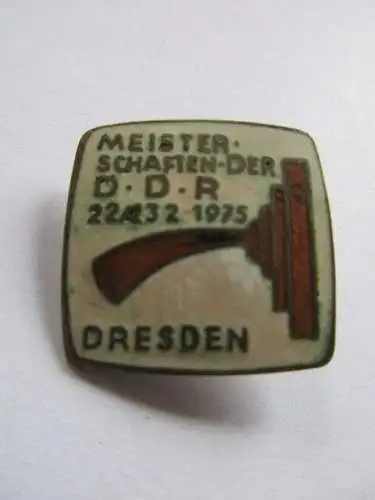 MEISTER-
SCHAFTEN-DER
D·D·R
22/23 2 1975
DRESDEN